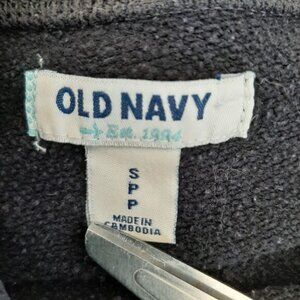 OLD NAVY
Est. 1994
S
P
P
MADE IN
CAMBODIA